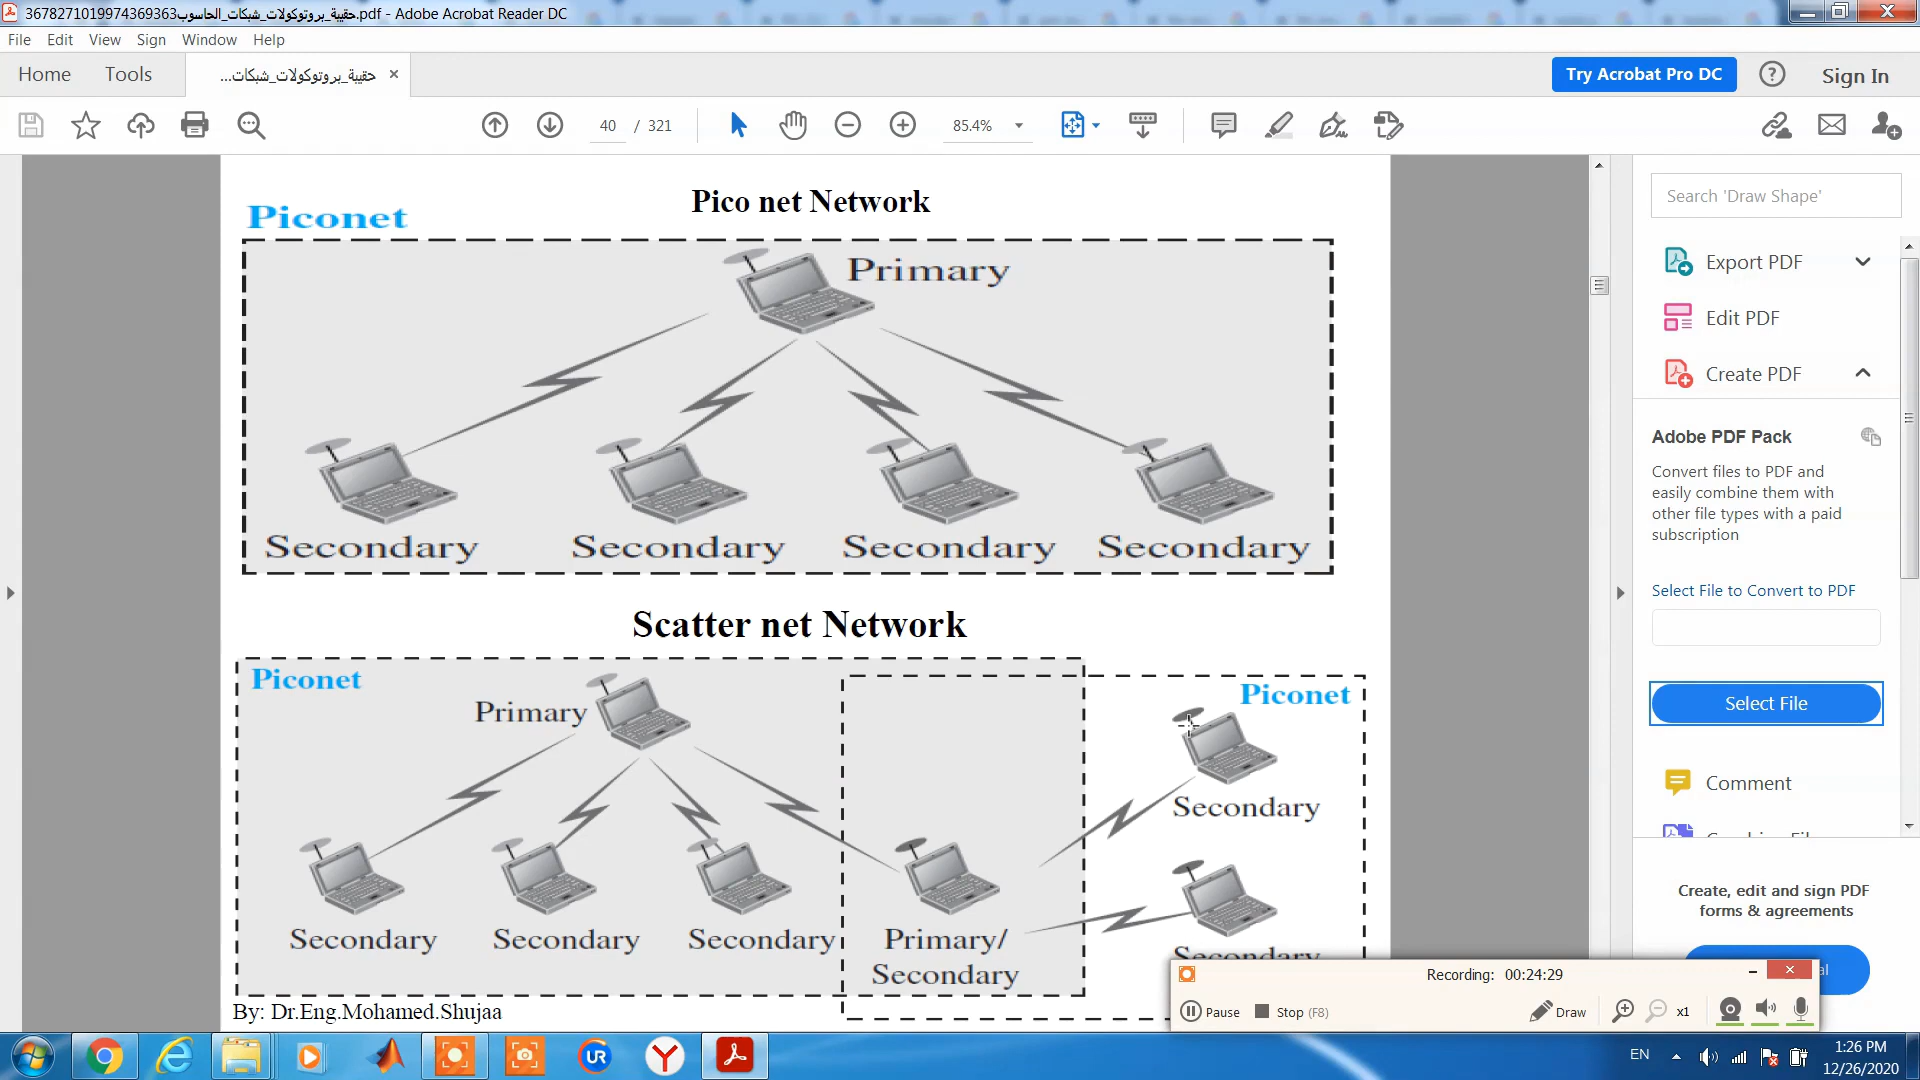 3678271019974369363حقيبة_بروتوكولات_شبكات_الحاسوب.pdf - Adobe Acrobat Reader DC
File Edit View Sign Window Help
Home Tools حقيبة_بروتوكولات_شبكات... × Try Acrobat Pro DC Sign In
40 / 321 85.4%
Pico net Network
Piconet
Primary
Secondary Secondary Secondary Secondary
Scatter net Network
Piconet
Primary
Piconet
Secondary
Secondary Secondary Secondary Primary/
Secondary
Secondary
By: Dr.Eng.Mohamed.Shujaa
Search 'Draw Shape'
Export PDF
Edit PDF
Create PDF
Adobe PDF Pack
Convert files to PDF and
easily combine them with
other file types with a paid
subscription
Select File to Convert to PDF
Select File
Comment
Create, edit and sign PDF
forms & agreements
Recording: 00:24:29
Pause Stop (F8) Draw x1
EN 1:26 PM
12/26/2020